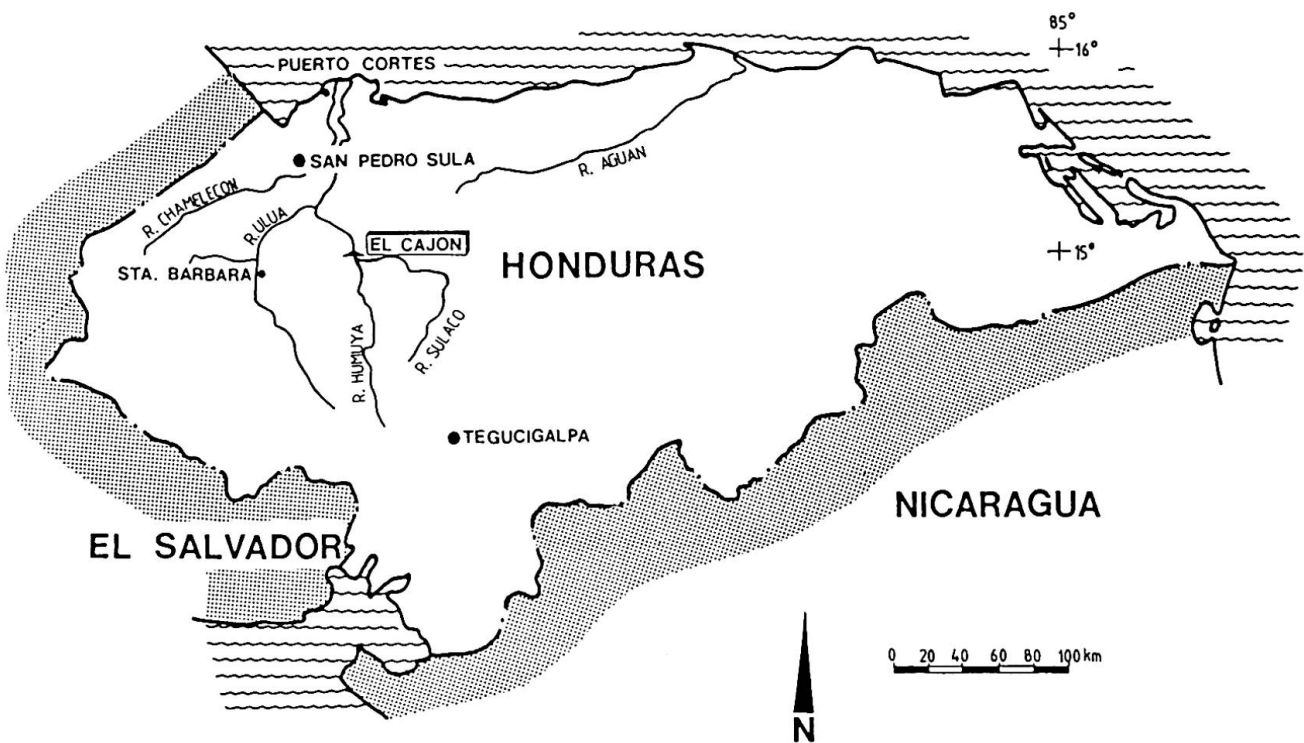 85°
16°
PUERTO CORTES
SAN PEDRO SULA
R. AGUAN
R. CHAMELECON
R. ULUA
EL CAJON
15°
STA. BARBARA
HONDURAS
R. HUMUYA
R. SULACO
TEGUCIGALPA
NICARAGUA
EL SALVADOR
0 20 40 60 80 100 km
N